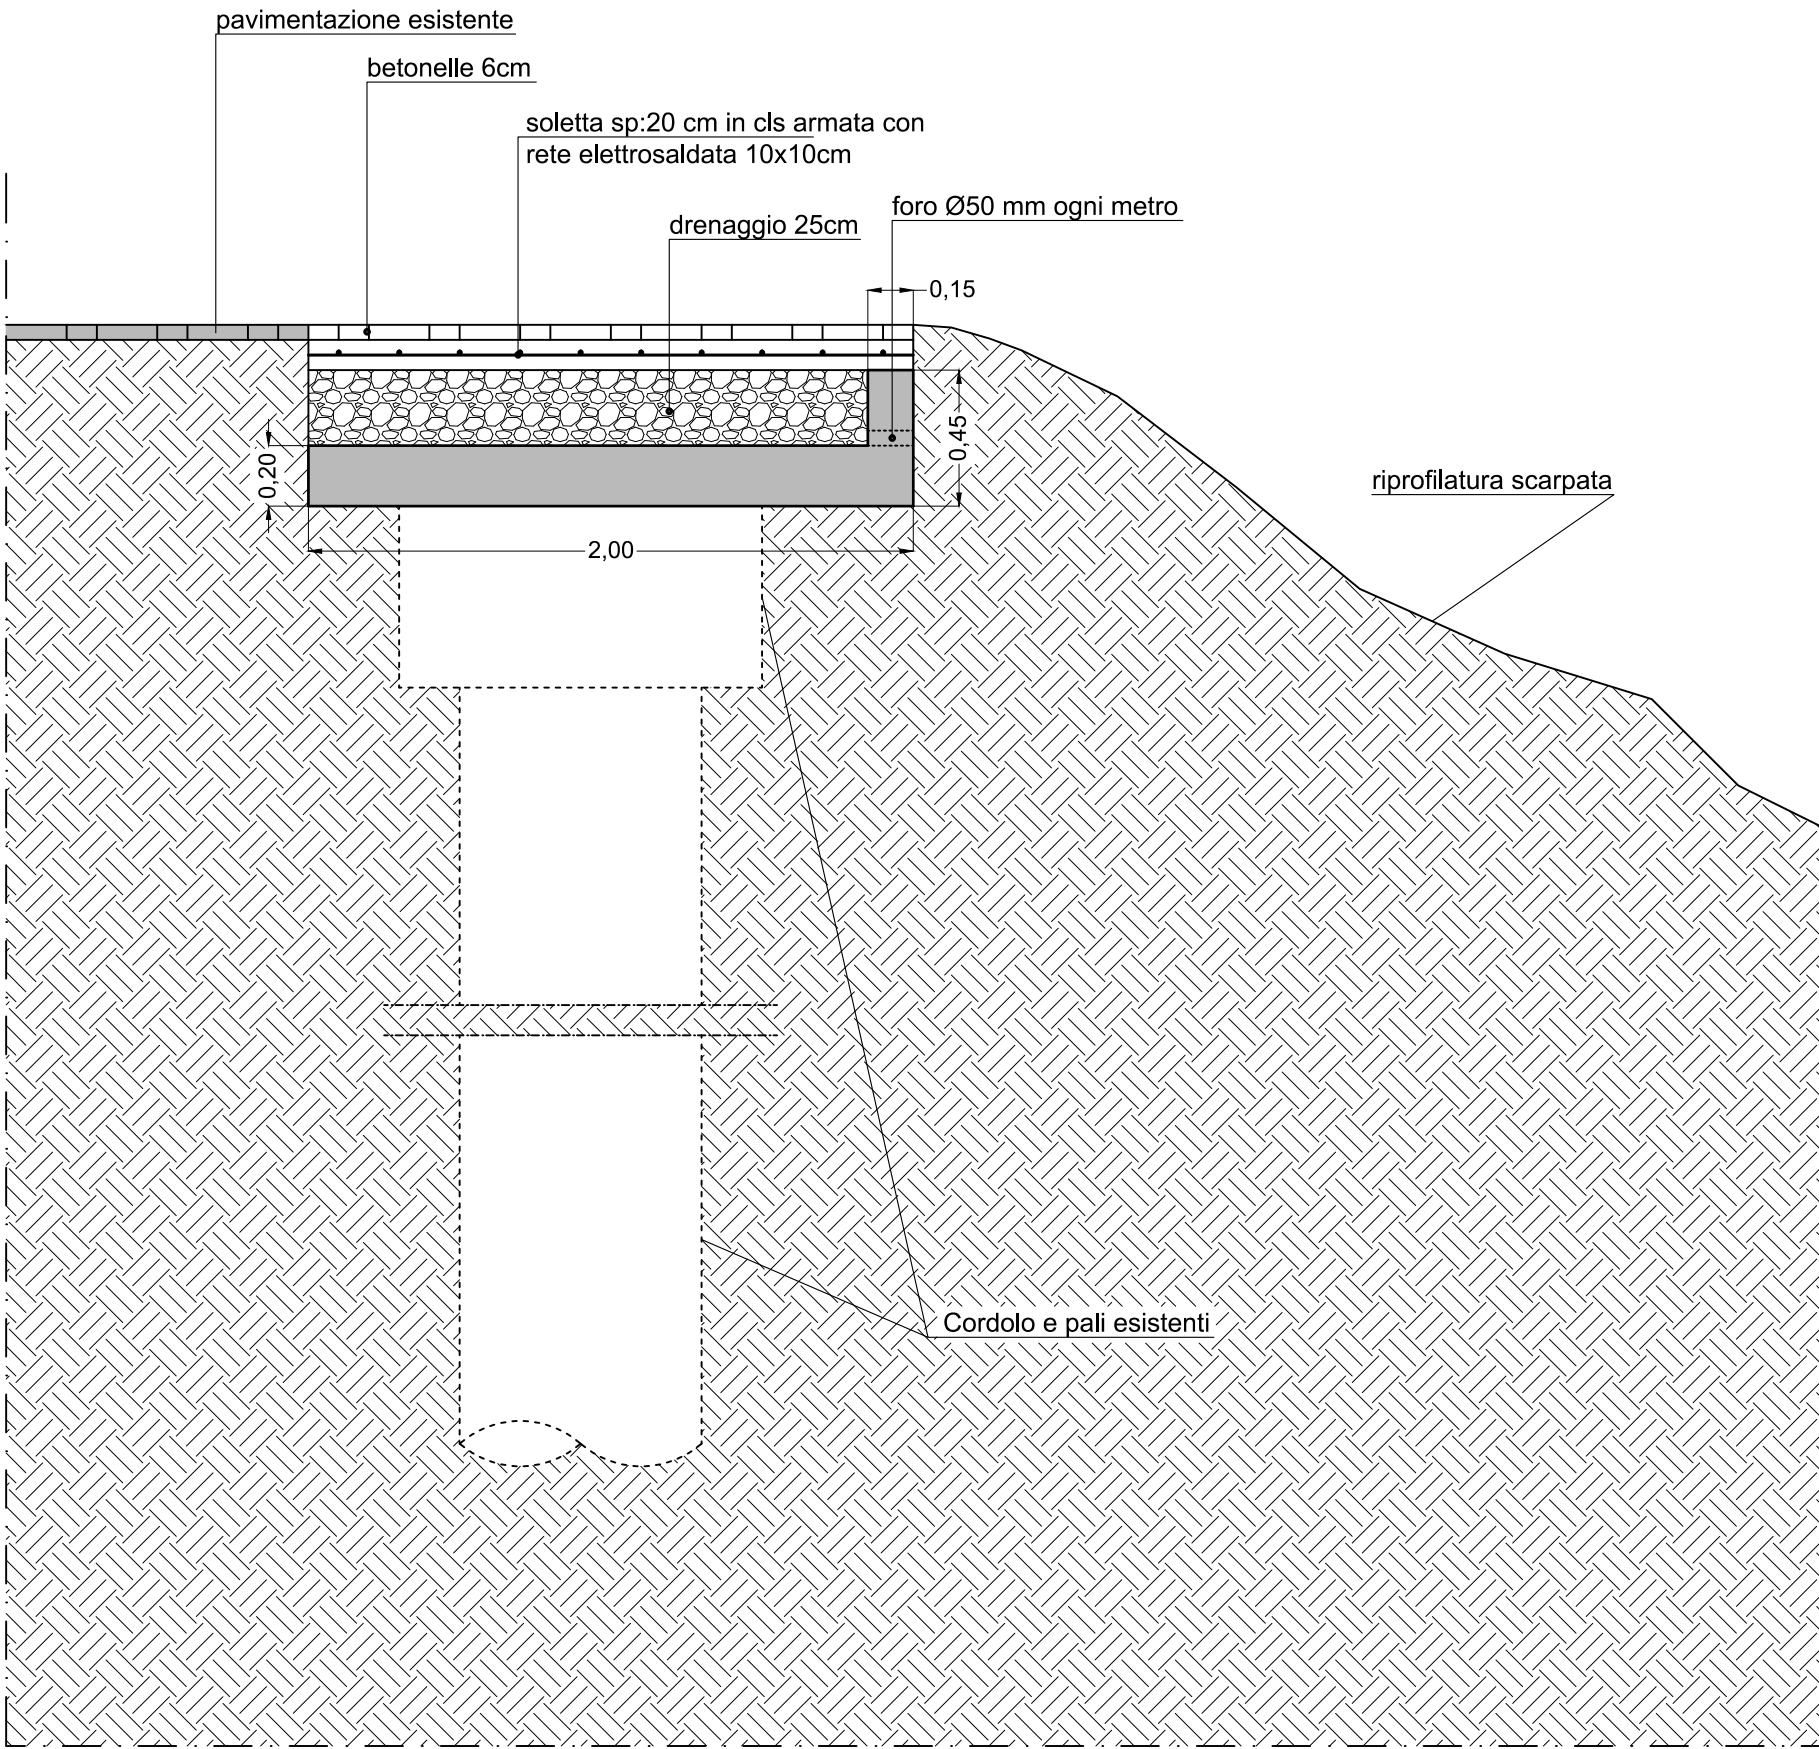 pavimentazione esistente
betonelle 6cm
soletta sp:20 cm in cls armata con
rete elettrosaldata 10x10cm
foro Ø50 mm ogni metro
drenaggio 25cm
0,15
0,45
0,20
riprofilatura scarpata
2,00
Cordolo e pali esistenti